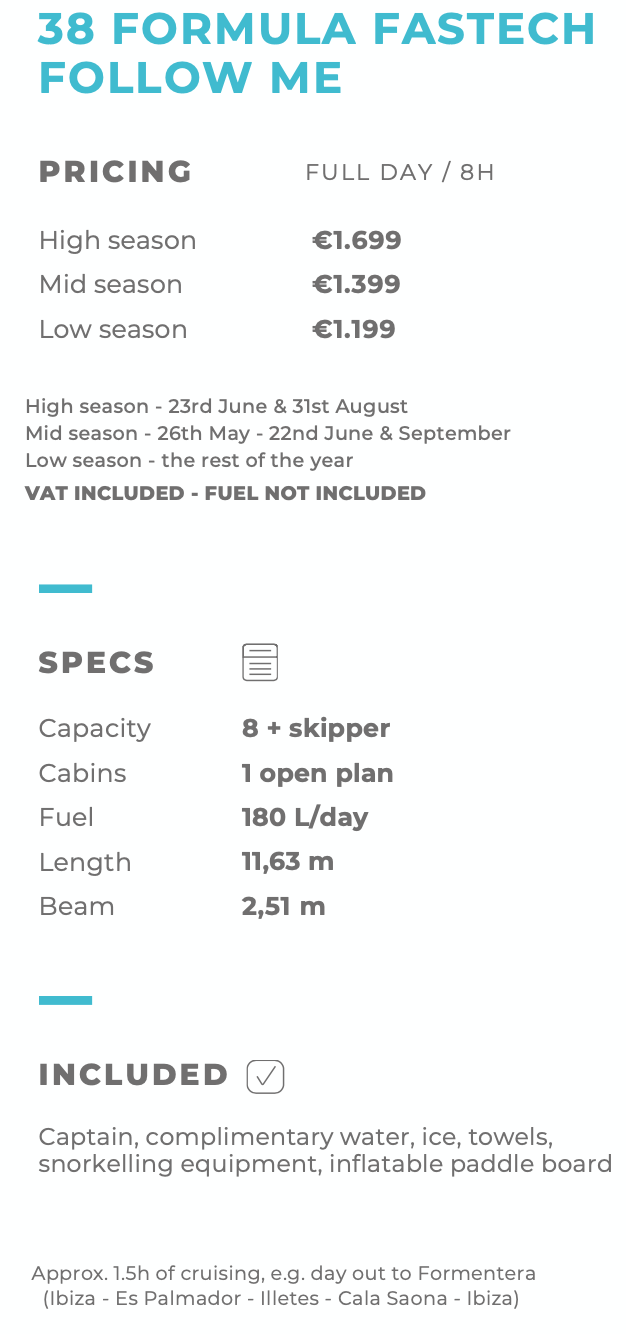 38 FORMULA FASTECH
FOLLOW ME
PRICING FULL DAY / 8H
High season €1.699
Mid season €1.399
Low season €1.199
High season - 23rd June & 31st August
Mid season - 26th May - 22nd June & September
Low season - the rest of the year
VAT INCLUDED - FUEL NOT INCLUDED
SPECS
Capacity 8 + skipper
Cabins 1 open plan
Fuel 180 L/day
Length 11,63 m
Beam 2,51 m
INCLUDED
Captain, complimentary water, ice, towels,
snorkelling equipment, inflatable paddle board
Approx. 1.5h of cruising, e.g. day out to Formentera
(Ibiza - Es Palmador - Illetes - Cala Saona - Ibiza)